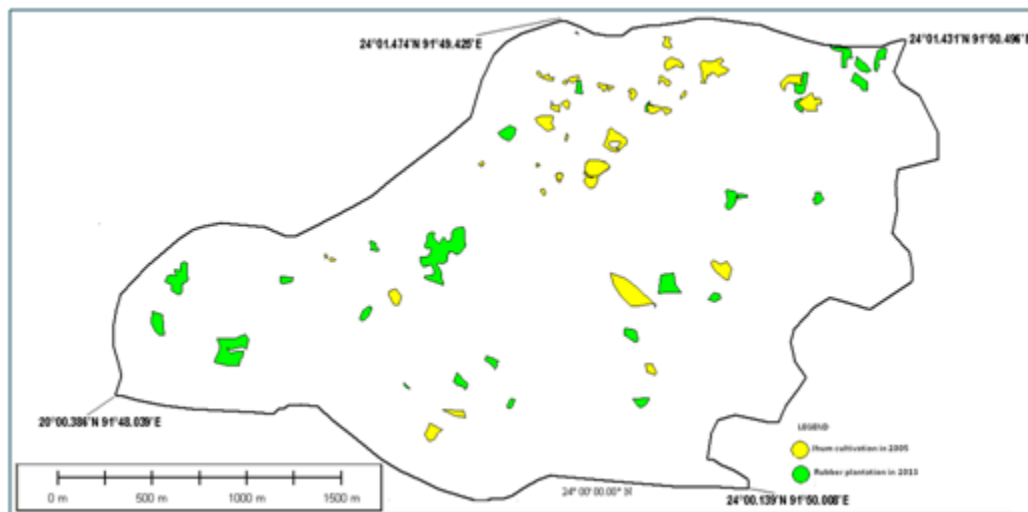 24°01.474'N 91°49.425'E
24°01.431'N 91°50.496'E
20°00.386'N 91°48.039'E
LEGEND
Jhum cultivation in 2005
Rubber plantation in 2011
0 m 500 m 1000 m 1500 m
24°00'00.00" N
24°00.139'N 91°50.008'E